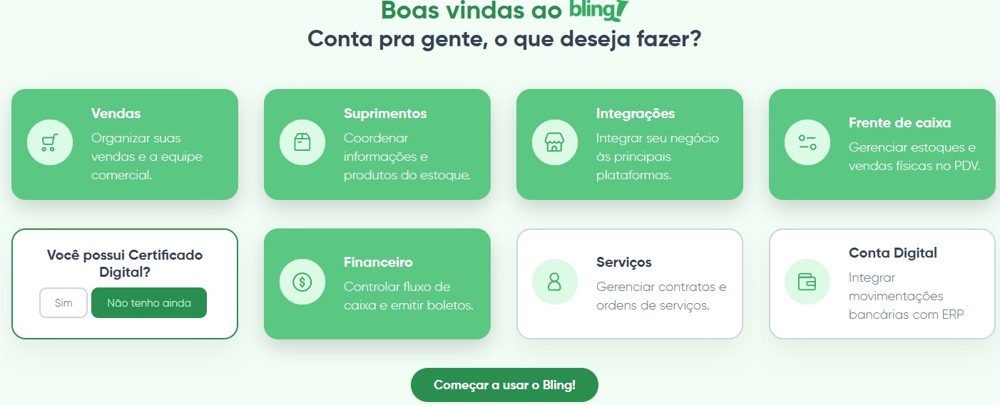 Boas vindas ao bling!
Conta pra gente, o que deseja fazer?
Vendas
Organizar suas
vendas e a equipe
comercial.
Suprimentos
Coordenar
informações e
produtos do estoque.
Integrações
Integrar seu negócio
às principais
plataformas.
Frente de caixa
Gerenciar estoques e
vendas físicas no PDV.
Você possui Certificado
Digital?
Sim
Não tenho ainda
Financeiro
Controlar fluxo de
caixa e emitir boletos.
Serviços
Gerenciar contratos e
ordens de serviços.
Conta Digital
Integrar
movimentações
bancárias com ERP
Começar a usar o Bling!